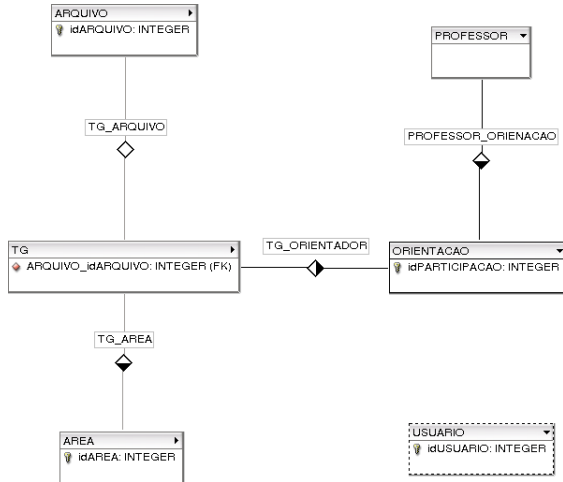 ARQUIVO
idARQUIVO: INTEGER
PROFESSOR
TG_ARQUIVO
PROFESSOR_ORIENACAO
TG
ARQUIVO_idARQUIVO: INTEGER (FK)
TG_ORIENTADOR
ORIENTACAO
idPARTICIPACAO: INTEGER
TG_AREA
AREA
idAREA: INTEGER
USUARIO
idUSUARIO: INTEGER